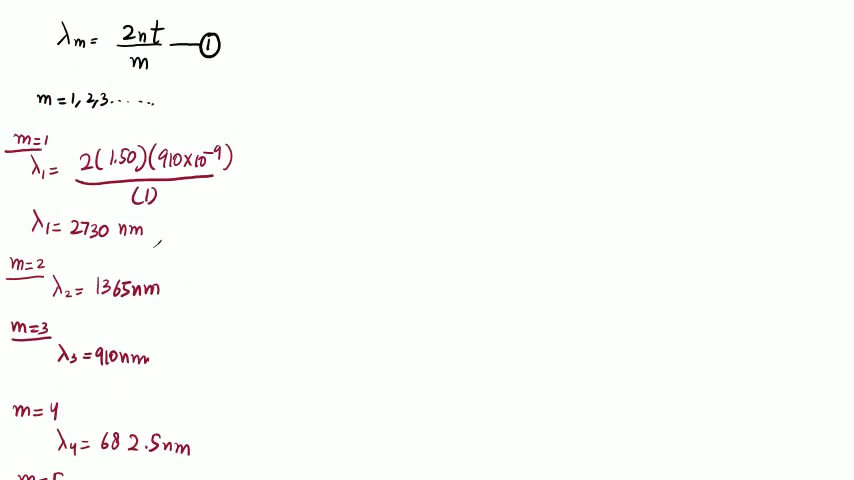 λm = 2nt / m —①
m = 1, 2, 3 ......
m=1
λ1 = 2(1.50)(910×10⁻⁹) / (1)
λ1 = 2730 nm
m=2
λ2 = 1365nm
m=3
λ3 = 910nm
m=4
λ4 = 682.5nm